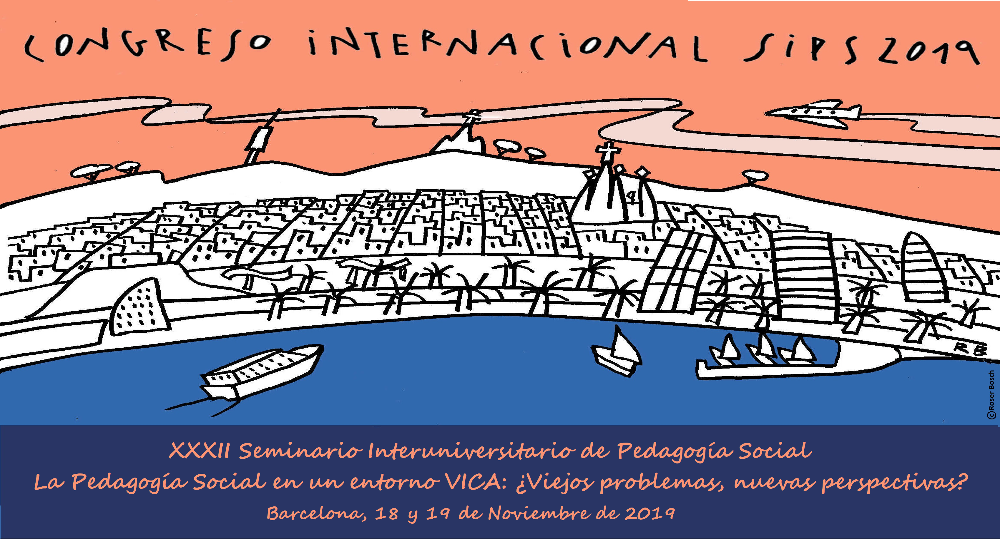 CONGRESO iNTERNACiONAL SiPS 2019
RB
©Roser Bosch
XXXII Seminario Interuniversitario de Pedagogía Social
La Pedagogía Social en un entorno VICA: ¿Viejos problemas, nuevas perspectivas?
Barcelona, 18 y 19 de Noviembre de 2019